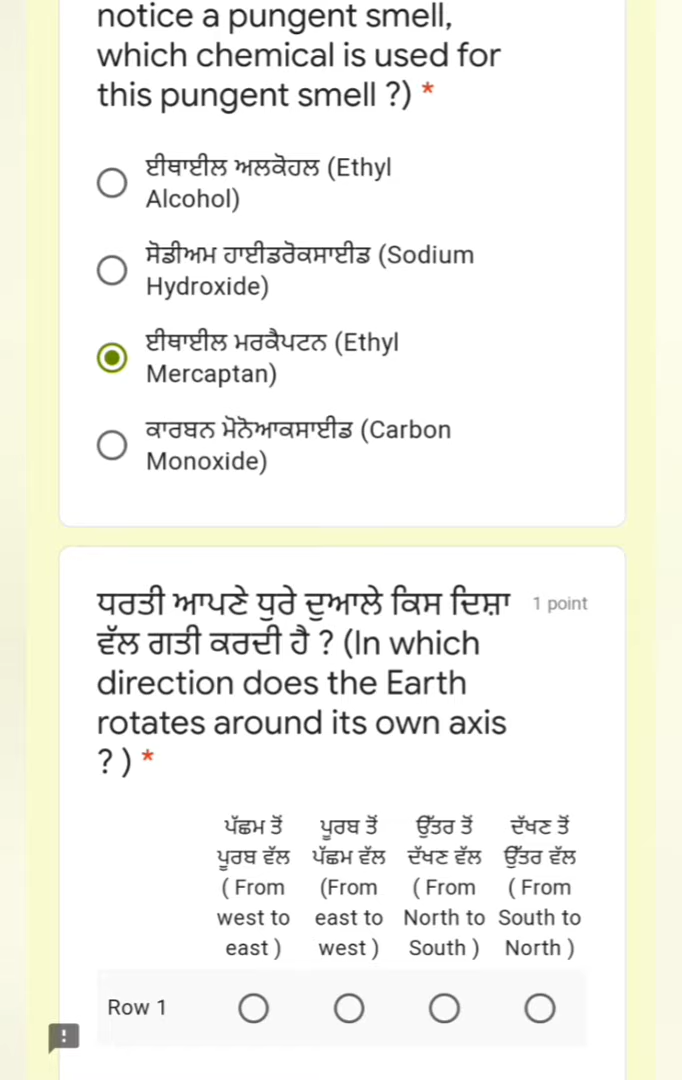 notice a pungent smell,
which chemical is used for
this pungent smell ?) *
ਈਥਾਈਲ ਅਲਕੋਹਲ (Ethyl
Alcohol)
ਸੋਡੀਅਮ ਹਾਈਡਰੋਕਸਾਈਡ (Sodium
Hydroxide)
ਈਥਾਈਲ ਮਰਕੈਪਟਨ (Ethyl
Mercaptan)
ਕਾਰਬਨ ਮੋਨੋਆਕਸਾਈਡ (Carbon
Monoxide)
ਧਰਤੀ ਆਪਣੇ ਧੁਰੇ ਦੁਆਲੇ ਕਿਸ ਦਿਸ਼ਾ 1 point
ਵੱਲ ਗਤੀ ਕਰਦੀ ਹੈ ? (In which
direction does the Earth
rotates around its own axis
? ) *
ਪੱਛਮ ਤੋਂ ਪੂਰਬ ਤੋਂ ਉੱਤਰ ਤੋਂ ਦੱਖਣ ਤੋਂ
ਪੂਰਬ ਵੱਲ ਪੱਛਮ ਵੱਲ ਦੱਖਣ ਵੱਲ ਉੱਤਰ ਵੱਲ
( From (From ( From ( From
west to east to North to South to
east ) west ) South ) North )
Row 1